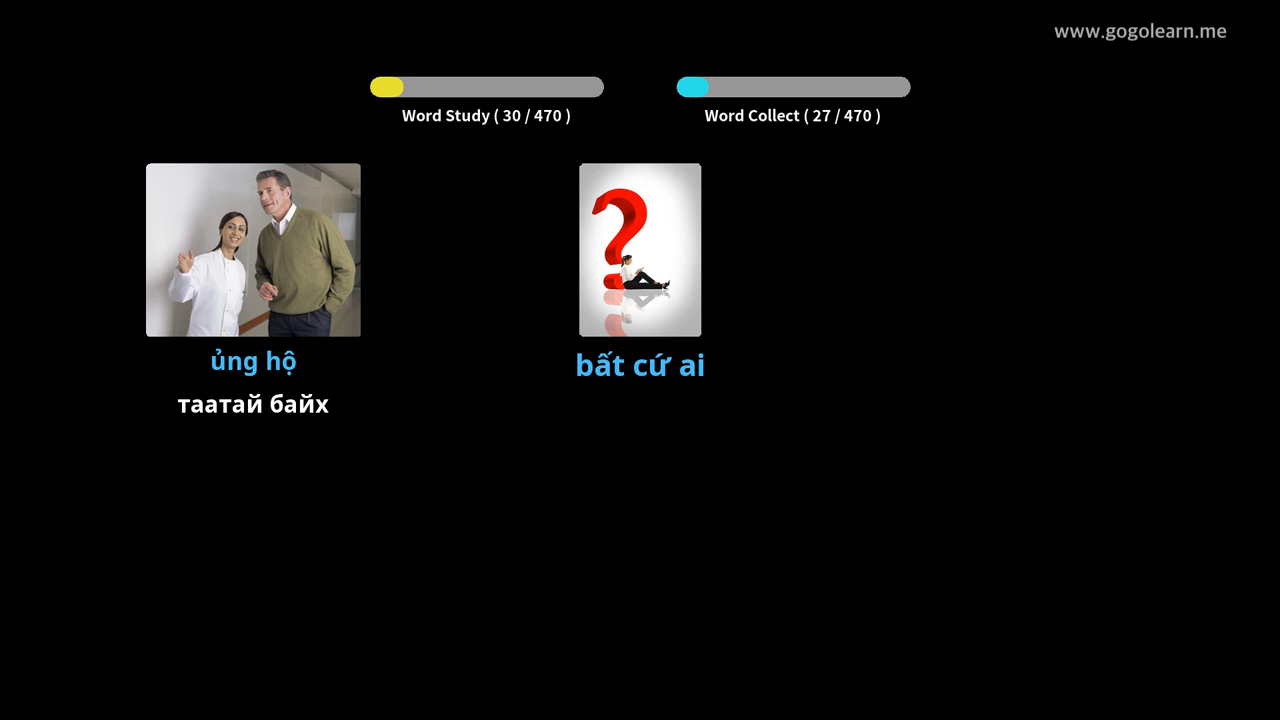 www.gogolearn.me
Word Study ( 30 / 470 )
Word Collect ( 27 / 470 )
ủng hộ
таатай байх
bất cứ ai